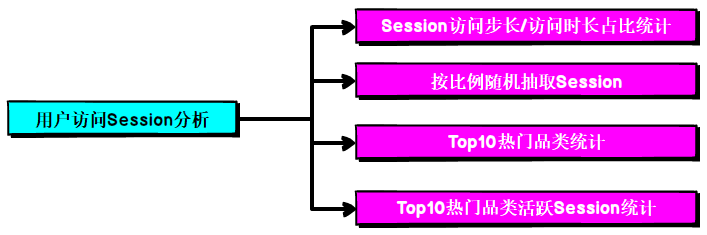 Session访问步长/访问时长占比统计
按比例随机抽取Session
用户访问Session分析
Top10热门品类统计
Top10热门品类活跃Session统计